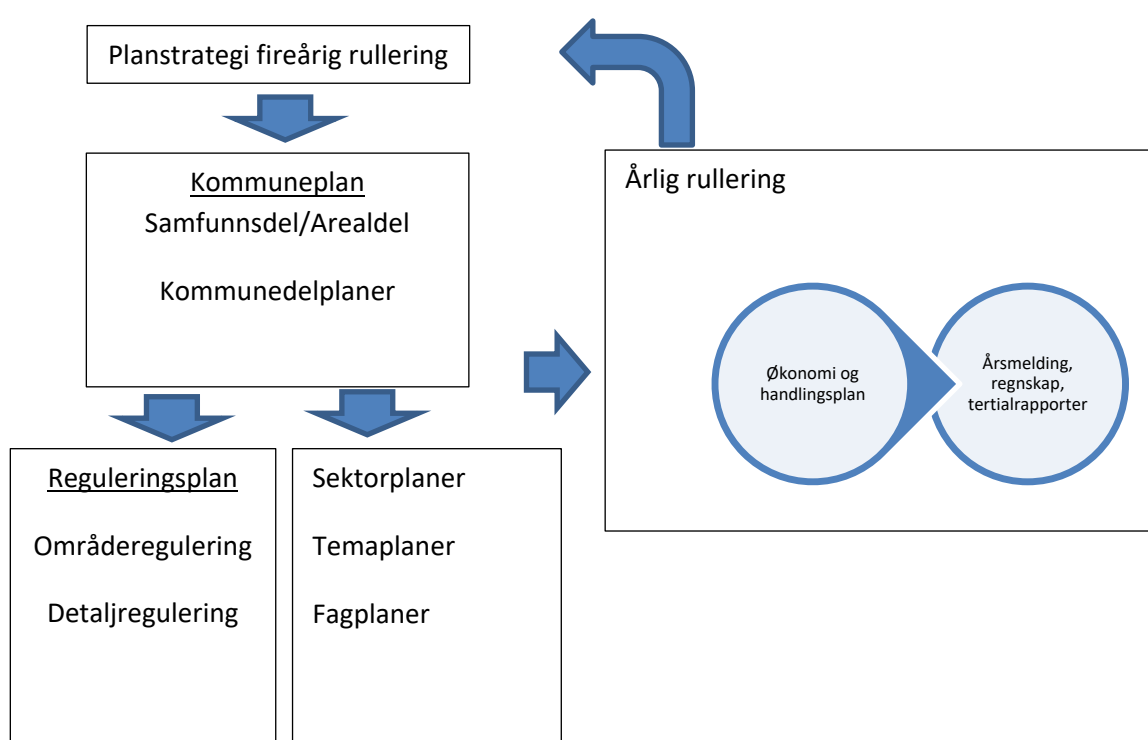 Planstrategi fireårig rullering
Kommuneplan
Samfunnsdel/Arealdel
Kommunedelplaner
Reguleringsplan
Områderegulering
Detaljregulering
Sektorplaner
Temaplaner
Fagplaner
Årlig rullering
Økonomi og
handlingsplan
Årsmelding,
regnskap,
tertialrapporter